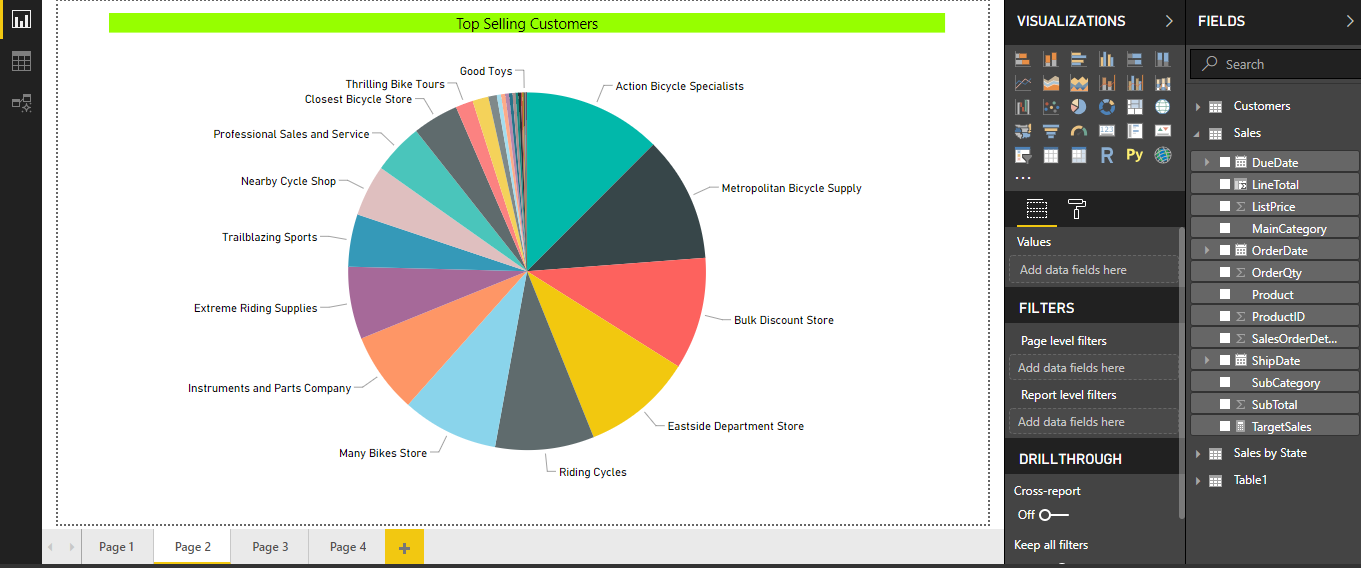 Top Selling Customers
Good Toys
Thrilling Bike Tours
Closest Bicycle Store
Professional Sales and Service
Nearby Cycle Shop
Trailblazing Sports
Extreme Riding Supplies
Instruments and Parts Company
Many Bikes Store
Riding Cycles
Eastside Department Store
Bulk Discount Store
Metropolitan Bicycle Supply
Action Bicycle Specialists
Page 1
Page 2
Page 3
Page 4
+
VISUALIZATIONS
R
Py
...
Values
Add data fields here
FILTERS
Page level filters
Add data fields here
Report level filters
Add data fields here
DRILLTHROUGH
Cross-report
Off
Keep all filters
FIELDS
Search
Customers
Sales
DueDate
LineTotal
Σ ListPrice
MainCategory
OrderDate
Σ OrderQty
Product
Σ ProductID
Σ SalesOrderDet...
ShipDate
SubCategory
Σ SubTotal
TargetSales
Sales by State
Table1